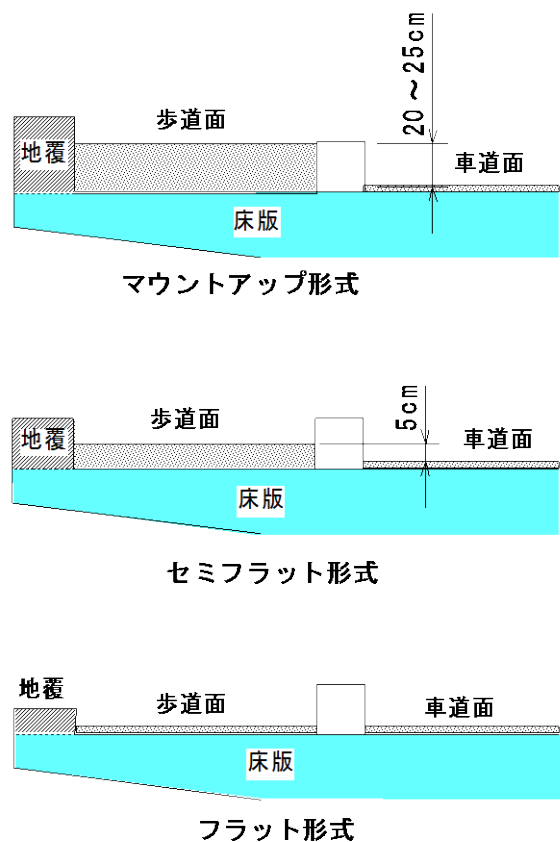 20～25cm
歩道面
地覆
車道面
床版
マウントアップ形式
5cm
歩道面
地覆
車道面
床版
セミフラット形式
地覆
歩道面
車道面
床版
フラット形式